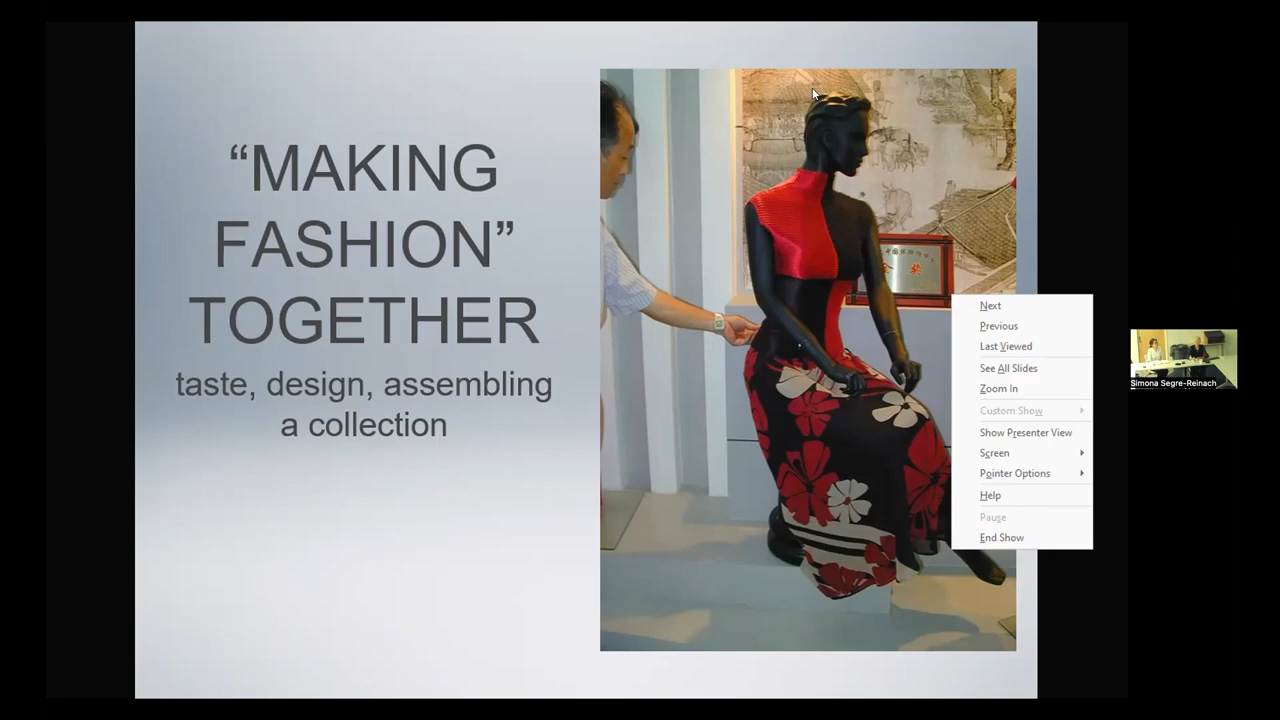 “MAKING
FASHION”
TOGETHER
taste, design, assembling
a collection
Next
Previous
Last Viewed
See All Slides
Zoom In
Custom Show
Show Presenter View
Screen
Pointer Options
Help
Pause
End Show
Simona Segre-Reinach